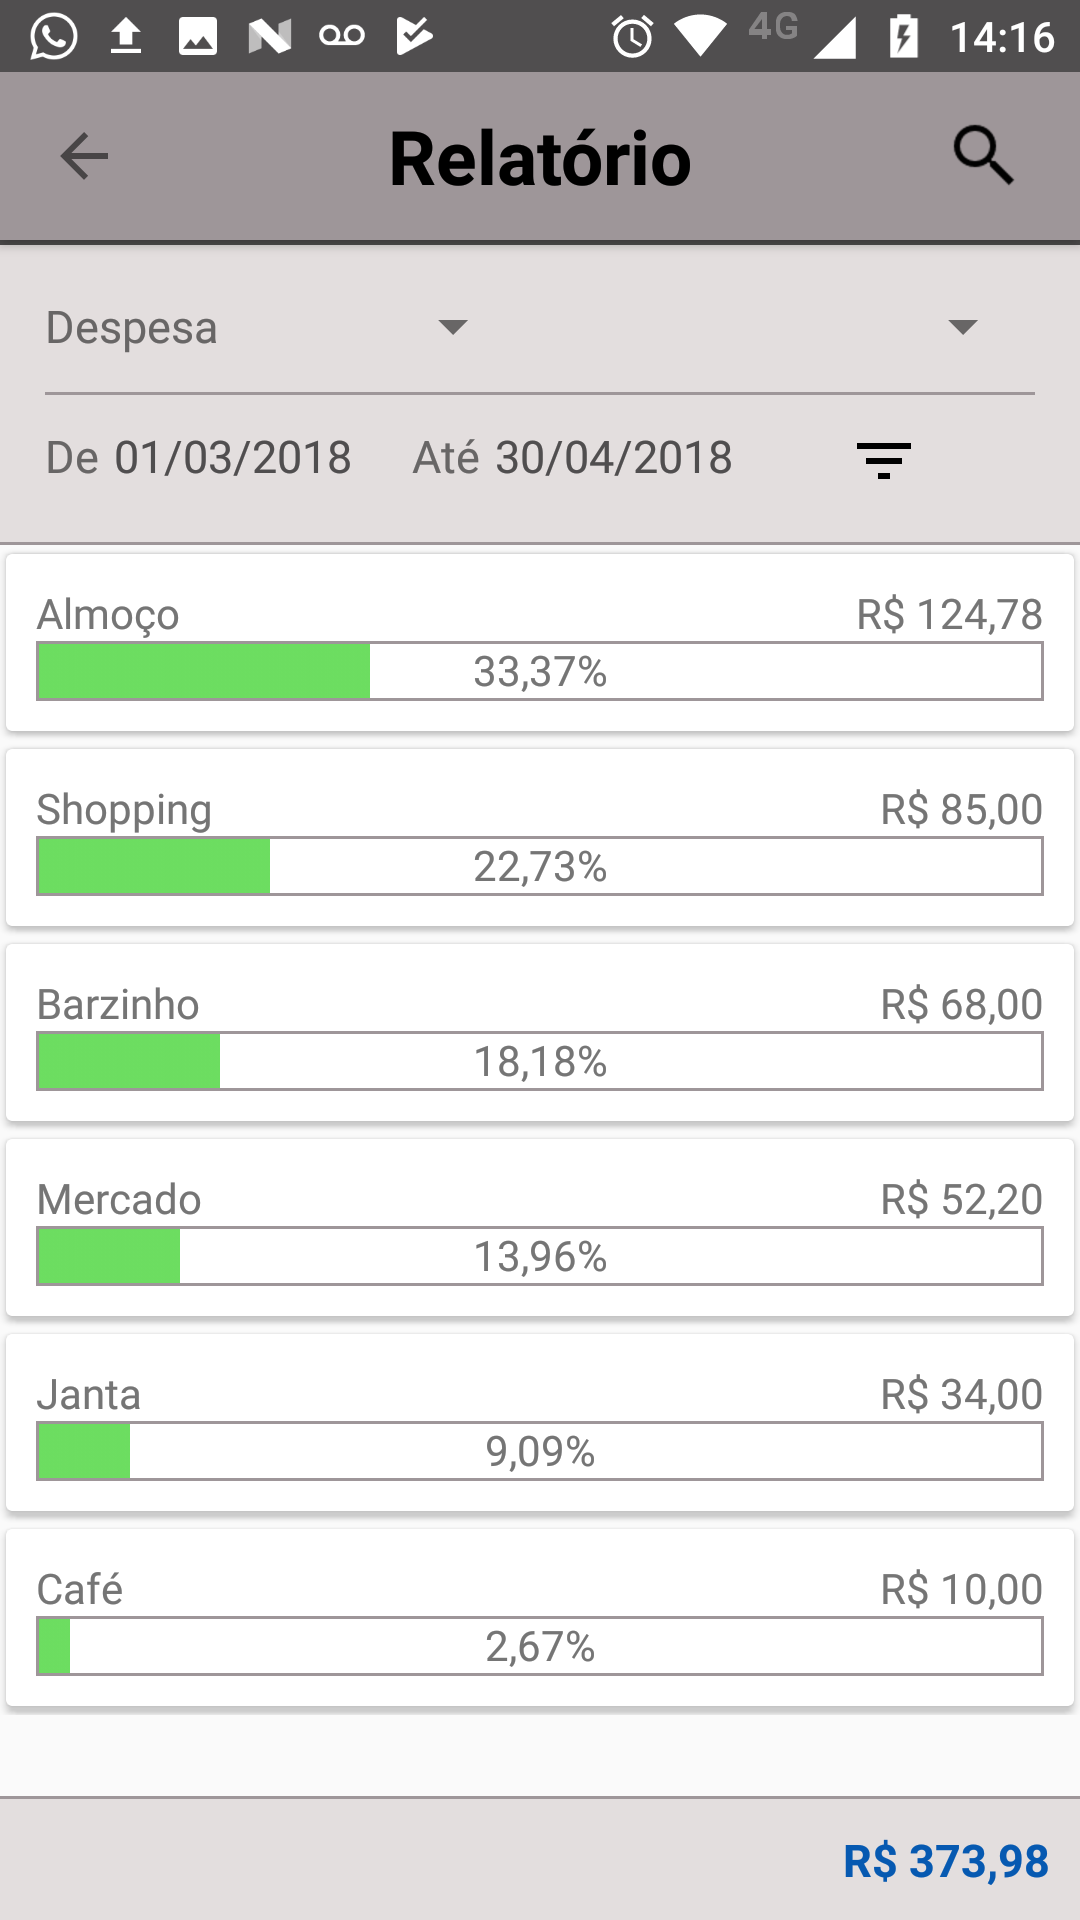 4G 14:16
Relatório
Despesa
De 01/03/2018 Até 30/04/2018
Almoço R$ 124,78
33,37%
Shopping R$ 85,00
22,73%
Barzinho R$ 68,00
18,18%
Mercado R$ 52,20
13,96%
Janta R$ 34,00
9,09%
Café R$ 10,00
2,67%
R$ 373,98